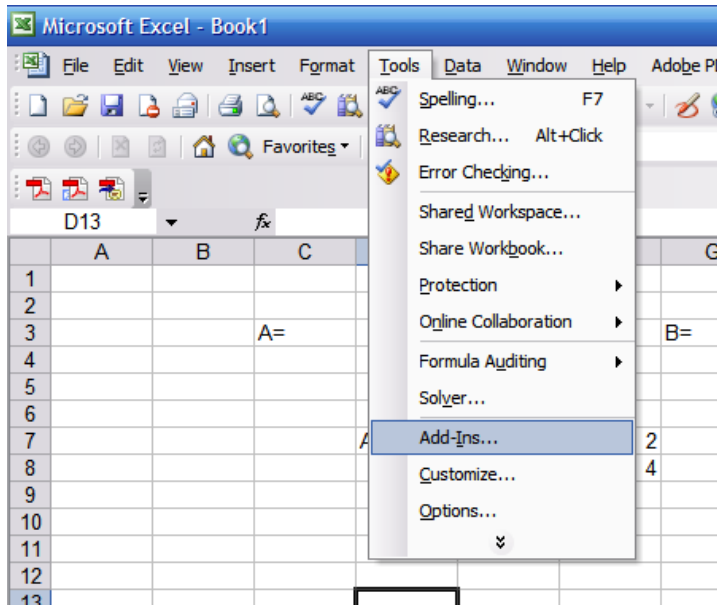 Microsoft Excel - Book1
File Edit View Insert Format Tools Data Window Help Adobe
Favorites
D13 fx
A B C
1
2
3 A= B=
4
5
6
7 2
8 4
9
10
11
12
13
ABC Spelling... F7
Research... Alt+Click
Error Checking...
Shared Workspace...
Share Workbook...
Protection
Online Collaboration
Formula Auditing
Solver...
Add-Ins...
Customize...
Options...